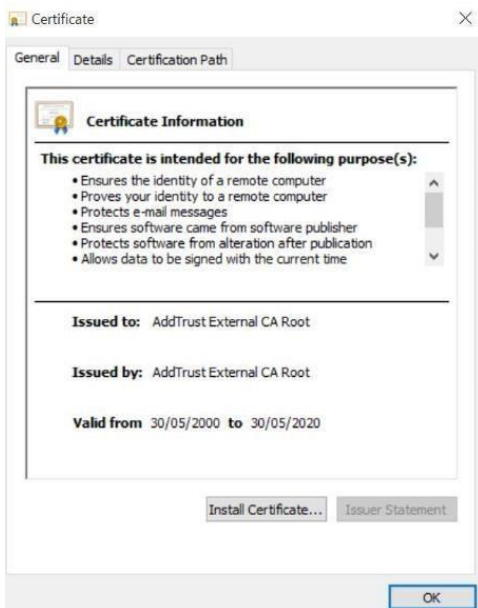 Certificate
General Details Certification Path
Certificate Information
This certificate is intended for the following purpose(s):
• Ensures the identity of a remote computer
• Proves your identity to a remote computer
• Protects e-mail messages
• Ensures software came from software publisher
• Protects software from alteration after publication
• Allows data to be signed with the current time
Issued to: AddTrust External CA Root
Issued by: AddTrust External CA Root
Valid from 30/05/2000 to 30/05/2020
Install Certificate... Issuer Statement
OK